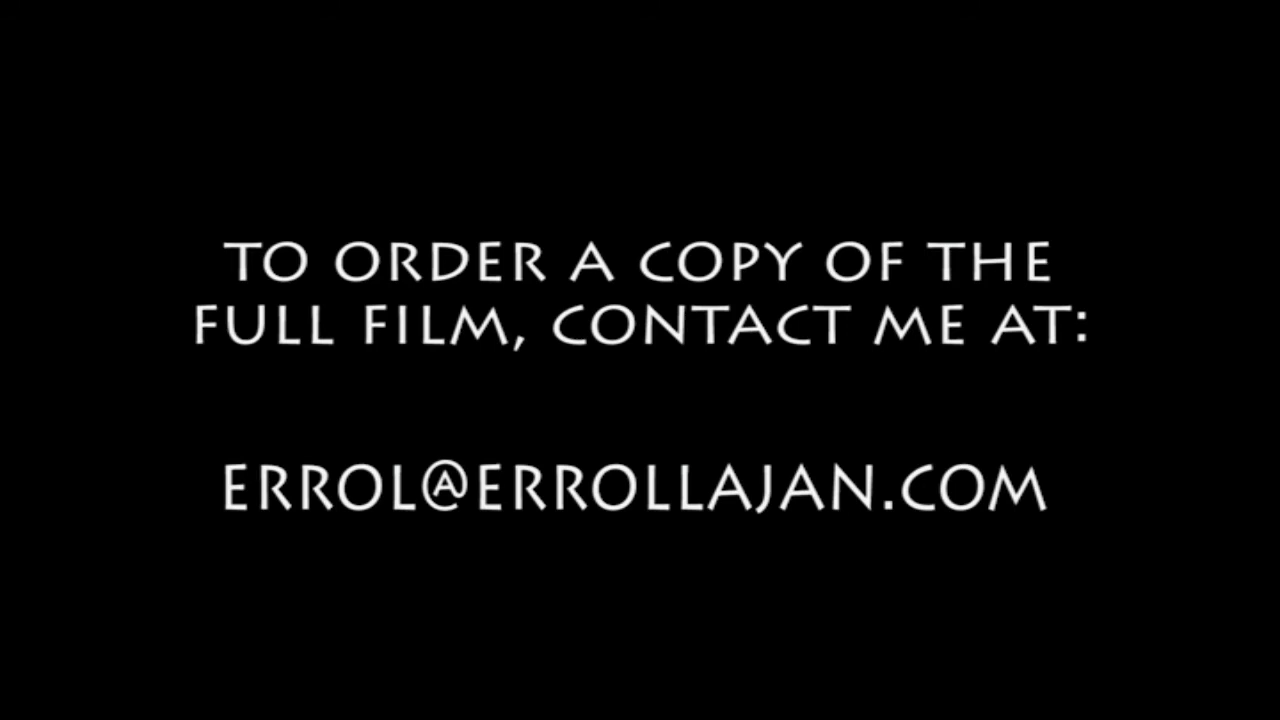 TO ORDER A COPY OF THE
FULL FILM, CONTACT ME AT:
ERROL@ERROLLAJAN.COM